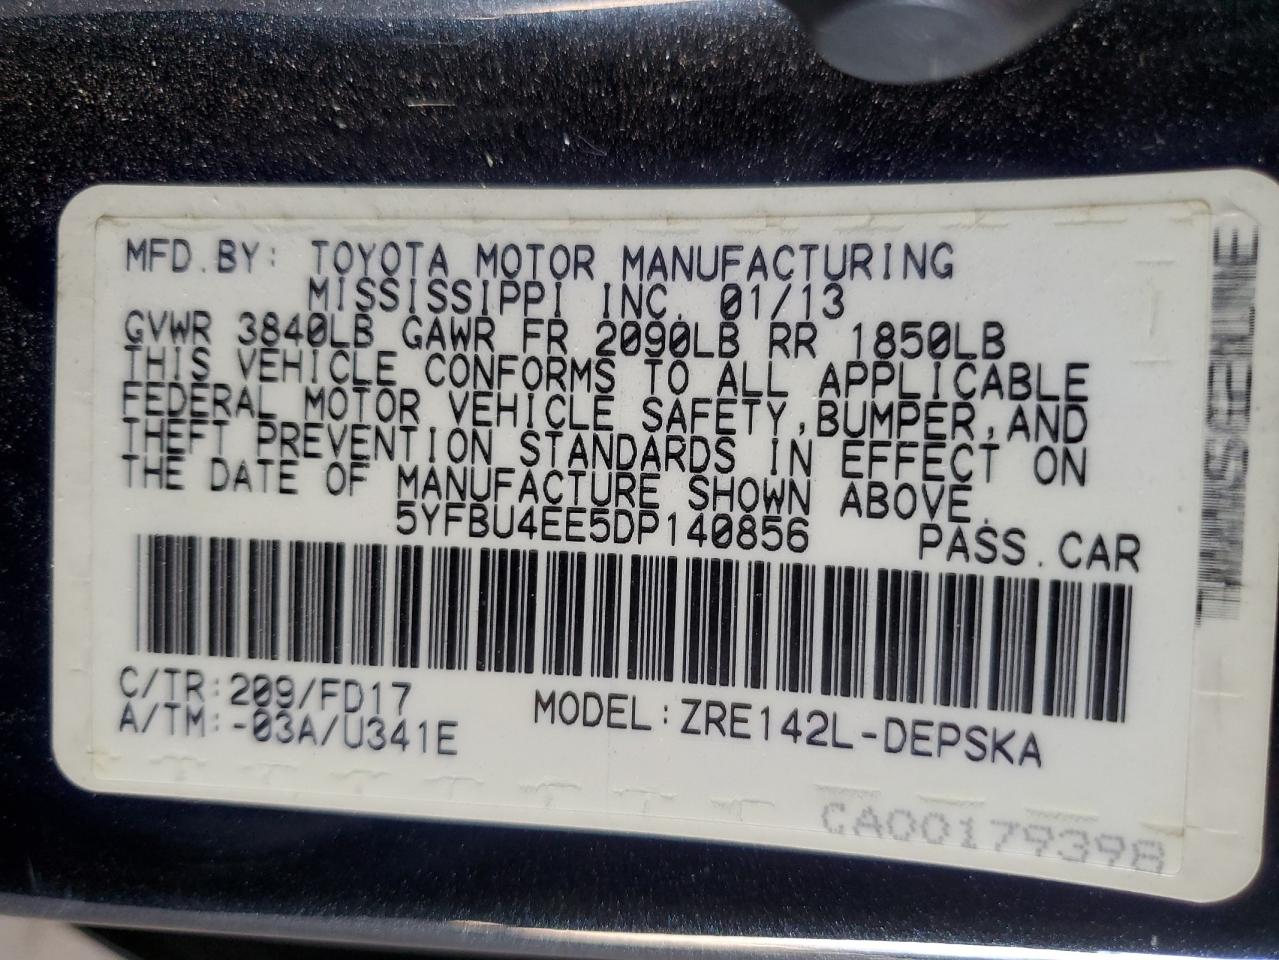 MFD.BY: TOYOTA MOTOR MANUFACTURING
MISSISSIPPI INC. 01/13
GVWR 3840LB GAWR FR 2090LB RR 1850LB
THIS VEHICLE CONFORMS TO ALL APPLICABLE
FEDERAL MOTOR VEHICLE SAFETY,BUMPER,AND
THEFT PREVENTION STANDARDS IN EFFECT ON
THE DATE OF MANUFACTURE SHOWN ABOVE.
5YFBU4EE5DP140856 PASS.CAR
C/TR:209/FD17
A/TM:-03A/U341E
MODEL:ZRE142L-DEPSKA
CA00179398